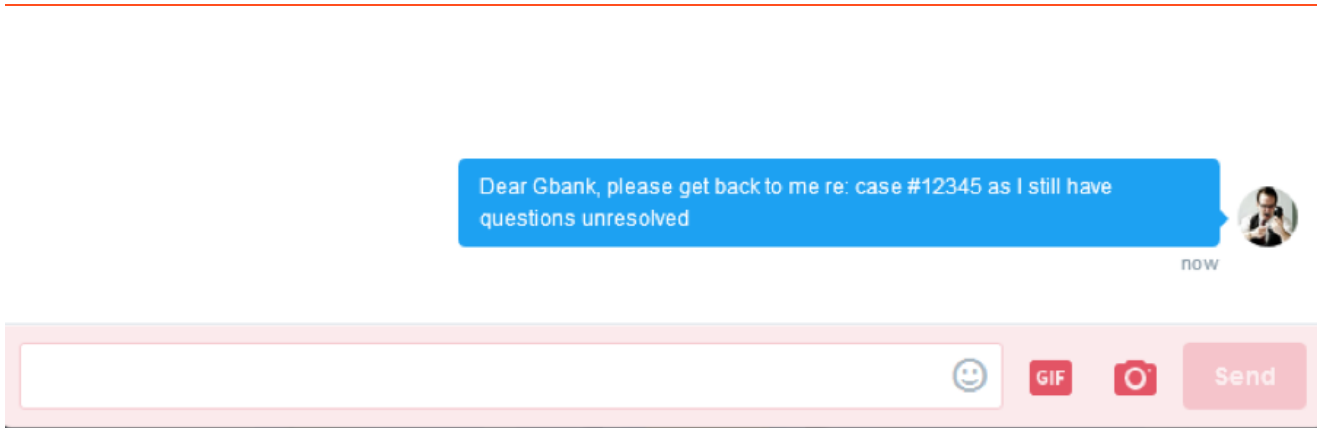 Dear Gbank, please get back to me re: case #12345 as I still have
questions unresolved
now
GIF
Send